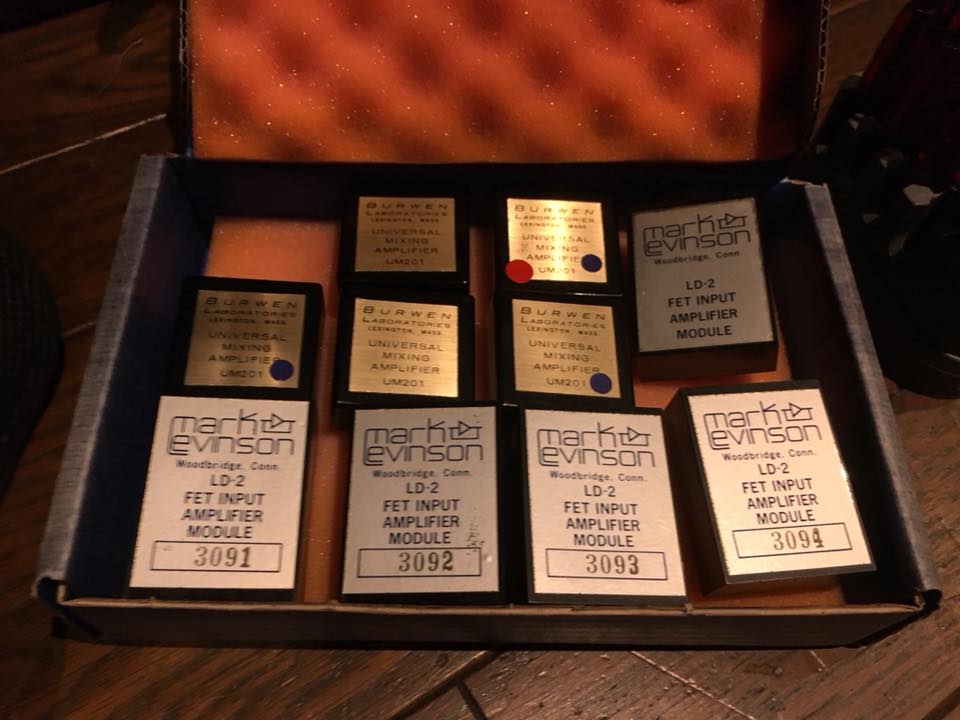 BURWEN
LABORATORIES
LEXINGTON, MASS.
UNIVERSAL
MIXING
AMPLIFIER
UM201
BURWEN
LABORATORIES
LEXINGTON, MASS.
UNIVERSAL
MIXING
AMPLIFIER
UM201
mark
Levinson
Woodbridge, Conn.
LD-2
FET INPUT
AMPLIFIER
MODULE
BURWEN
LABORATORIES
LEXINGTON, MASS.
UNIVERSAL
MIXING
AMPLIFIER
UM201
BURWEN
LABORATORIES
LEXINGTON, MASS.
UNIVERSAL
MIXING
AMPLIFIER
UM201
BURWEN
LABORATORIES
LEXINGTON, MASS.
UNIVERSAL
MIXING
AMPLIFIER
UM201
mark
Levinson
Woodbridge, Conn.
LD-2
FET INPUT
AMPLIFIER
MODULE
3091
mark
Levinson
Woodbridge, Conn.
LD-2
FET INPUT
AMPLIFIER
MODULE
3092
mark
Levinson
Woodbridge, Conn.
LD-2
FET INPUT
AMPLIFIER
MODULE
3093
mark
Levinson
Woodbridge, Conn.
LD-2
FET INPUT
AMPLIFIER
MODULE
3094